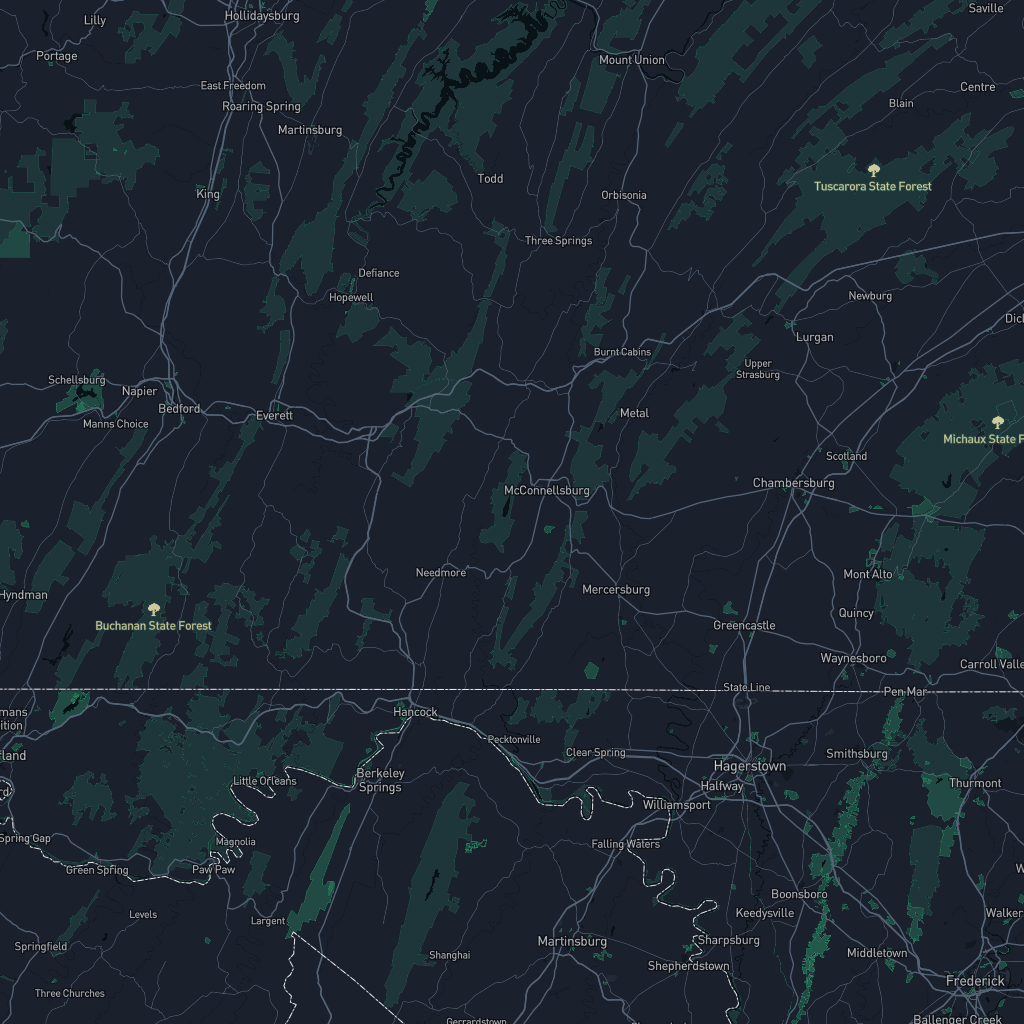 Lilly
Hollidaysburg
Saville
Portage
Mount Union
East Freedom
Centre
Roaring Spring
Blain
Martinsburg
Todd
Tuscarora State Forest
King
Orbisonia
Three Springs
Defiance
Hopewell
Newburg
Lurgan
Burnt Cabins
Upper
Strasburg
Schellsburg
Napier
Bedford
Everett
Metal
Manns Choice
Michaux State F
Scotland
McConnellsburg
Chambersburg
Needmore
Mont Alto
Hyndman
Mercersburg
Quincy
Buchanan State Forest
Greencastle
Waynesboro
Carroll Valle
State Line
Pen Mar
Hancock
mans
ition
Pecktonville
Clear Spring
Smithsburg
rland
Hagerstown
Little Orleans
Berkeley
Springs
Halfway
Thurmont
Williamsport
Spring Gap
Magnolia
Falling Waters
Green Spring
Paw Paw
Boonsboro
Levels
Largent
Keedysville
Walker
Springfield
Martinsburg
Sharpsburg
Shanghai
Middletown
Shepherdstown
Frederick
Three Churches
Gerrardstown
Ballenger Creek